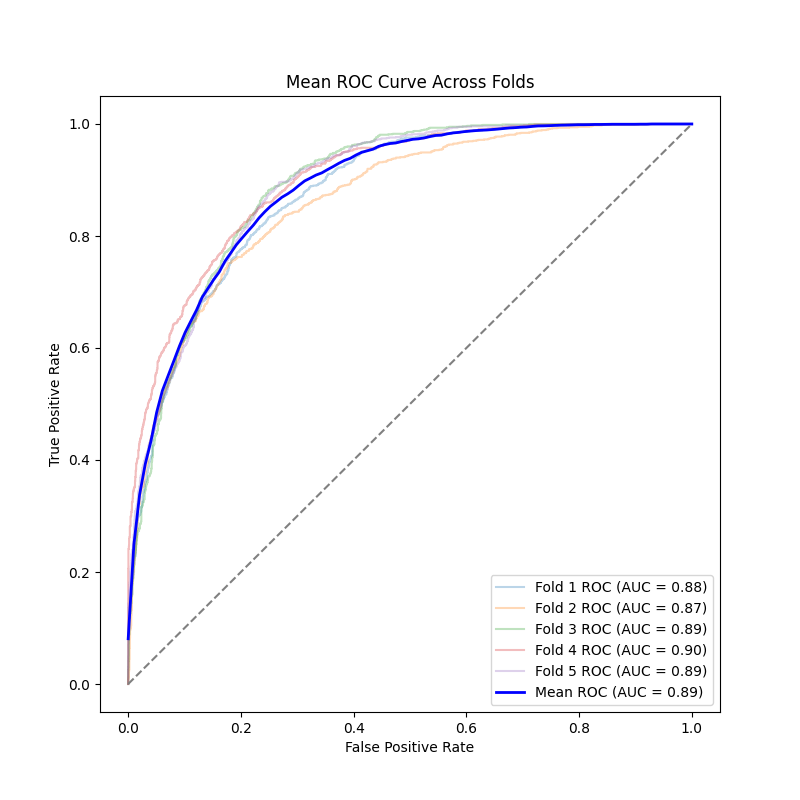 Mean ROC Curve Across Folds
True Positive Rate
1.0
0.8
0.6
0.4
0.2
0.0
Fold 1 ROC (AUC = 0.88)
Fold 2 ROC (AUC = 0.87)
Fold 3 ROC (AUC = 0.89)
Fold 4 ROC (AUC = 0.90)
Fold 5 ROC (AUC = 0.89)
Mean ROC (AUC = 0.89)
0.0 0.2 0.4 0.6 0.8 1.0
False Positive Rate